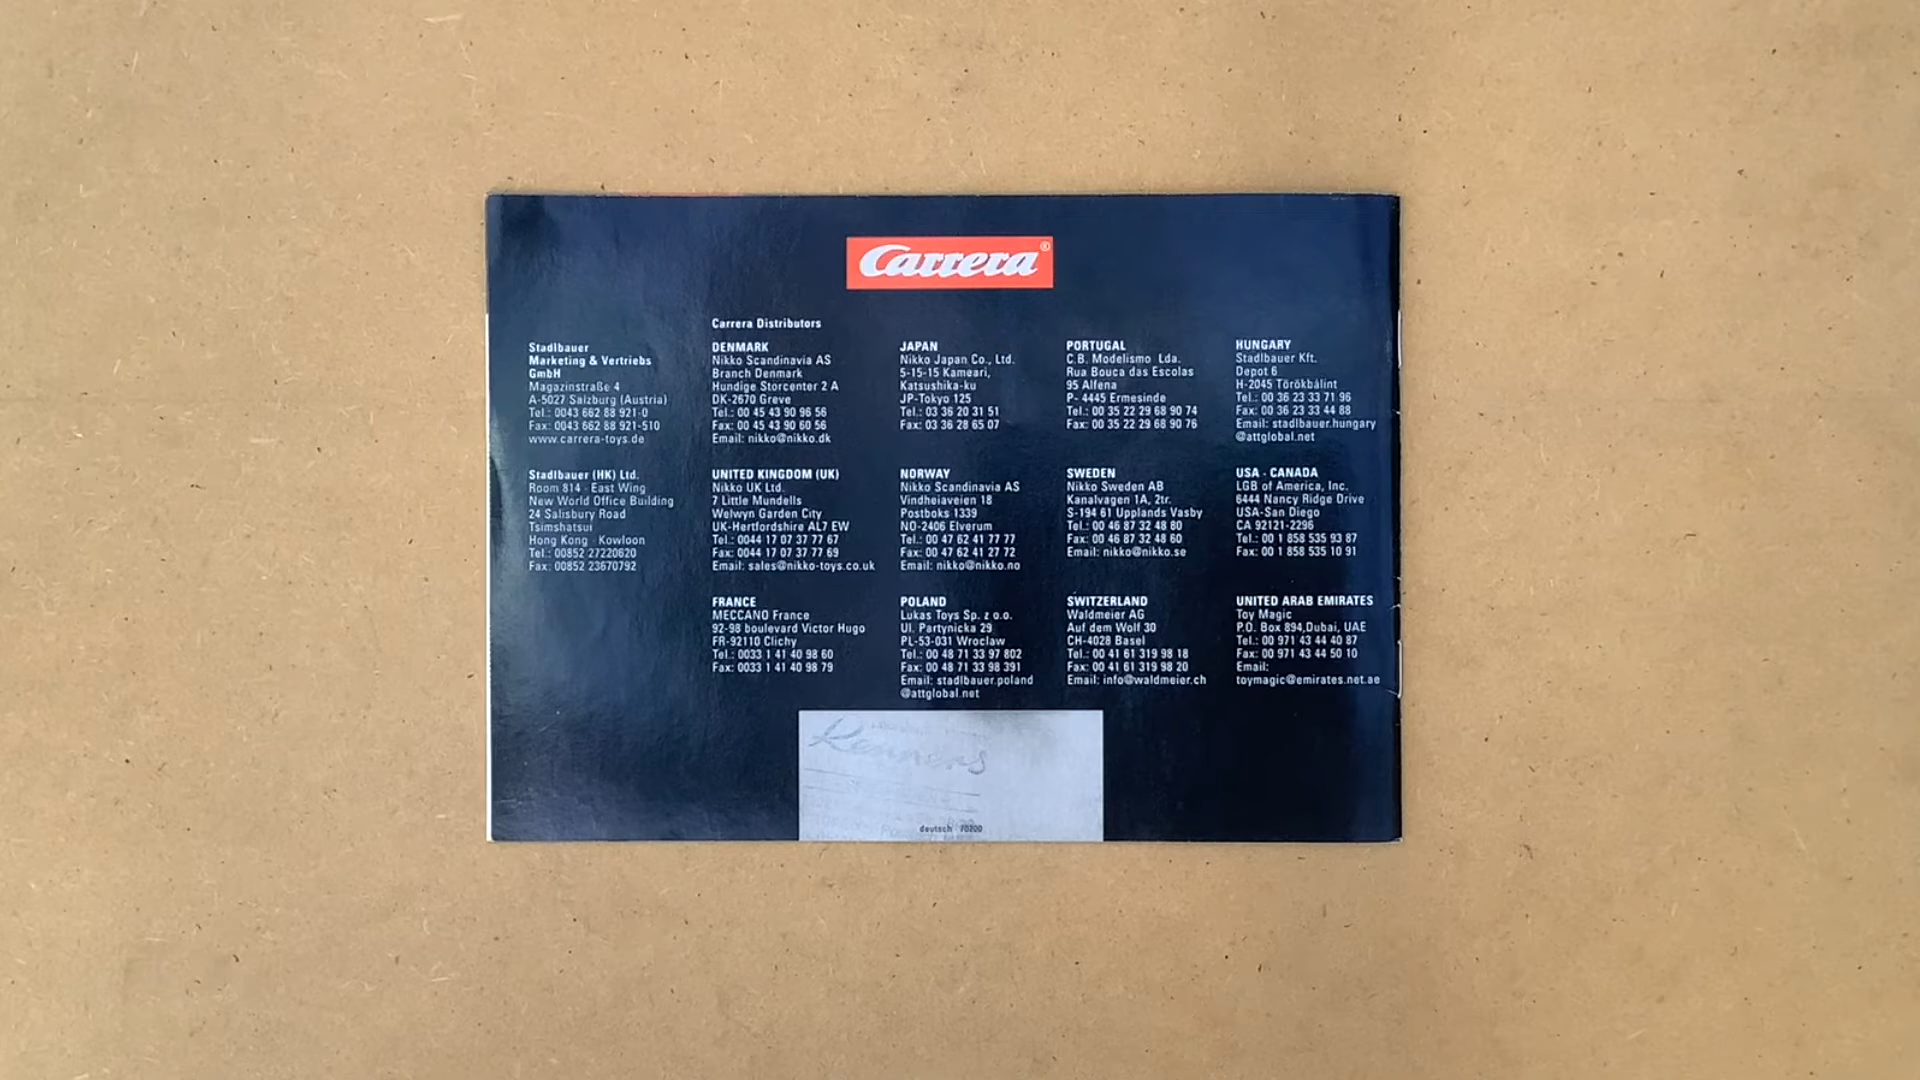 Carrera®
Stadlbauer
Marketing & Vertriebs
GmbH
Magazinstraße 4
A-5027 Salzburg (Austria)
Tel.: 0043 662 88 921-0
Fax: 0043 662 88 921-510
www.carrera-toys.de
Stadlbauer (HK) Ltd.
Room 814 - East Wing
New World Office Building
24 Salisbury Road
Tsimshatsui
Hong Kong - Kowloon
Tel.: 00852 27220620
Fax: 00852 23670792
Carrera Distributors
DENMARK
Nikko Scandinavia AS
Branch Denmark
Hundige Storcenter 2 A
DK-2670 Greve
Tel.: 00 45 43 90 96 56
Fax: 00 45 43 90 60 56
Email: nikko@nikko.dk
UNITED KINGDOM (UK)
Nikko UK Ltd.
7 Little Mundells
Welwyn Garden City
UK-Hertfordshire AL7 EW
Tel.: 0044 17 07 37 77 67
Fax: 0044 17 07 37 77 69
Email: sales@nikko-toys.co.uk
FRANCE
MECCANO France
92-98 boulevard Victor Hugo
FR-92110 Clichy
Tel.: 0033 1 41 40 98 60
Fax: 0033 1 41 40 98 79
JAPAN
Nikko Japan Co., Ltd.
5-15-15 Kameari,
Katsushika-ku
JP-Tokyo 125
Tel.: 03 36 20 31 51
Fax: 03 36 28 65 07
NORWAY
Nikko Scandinavia AS
Vindheiaveien 18
Postboks 1339
NO-2406 Elverum
Tel.: 00 47 62 41 77 77
Fax: 00 47 62 41 27 72
Email: nikko@nikko.no
POLAND
Lukas Toys Sp. z o.o.
Ul. Partynicka 29
PL-53-031 Wroclaw
Tel.: 00 48 71 33 97 802
Fax: 00 48 71 33 98 391
Email: stadlbauer.poland
@attglobal.net
PORTUGAL
C.B. Modelismo Lda.
Rua Bouca das Escolas
95 Alfena
P- 4445 Ermesinde
Tel.: 00 35 22 29 68 90 74
Fax: 00 35 22 29 68 90 76
SWEDEN
Nikko Sweden AB
Kanalvagen 1A, 2tr.
S-194 61 Upplands Vasby
Tel.: 00 46 87 32 48 80
Fax: 00 46 87 32 48 60
Email: nikko@nikko.se
SWITZERLAND
Waldmeier AG
Auf dem Wolf 30
CH-4028 Basel
Tel.: 00 41 61 319 98 18
Fax: 00 41 61 319 98 20
Email: info@waldmeier.ch
HUNGARY
Stadlbauer Kft.
Depot 6
H-2045 Törökbálint
Tel.: 00 36 23 33 71 96
Fax: 00 36 23 33 44 88
Email: stadlbauer.hungary
@attglobal.net
USA - CANADA
LGB of America, Inc.
6444 Nancy Ridge Drive
USA-San Diego
CA 92121-2296
Tel.: 00 1 858 535 93 87
Fax: 00 1 858 535 10 91
UNITED ARAB EMIRATES
Toy Magic
P.O. Box 894,Dubai, UAE
Tel.: 00 971 43 44 40 87
Fax: 00 971 43 44 50 10
Email:
toymagic@emirates.net.ae
deutsch